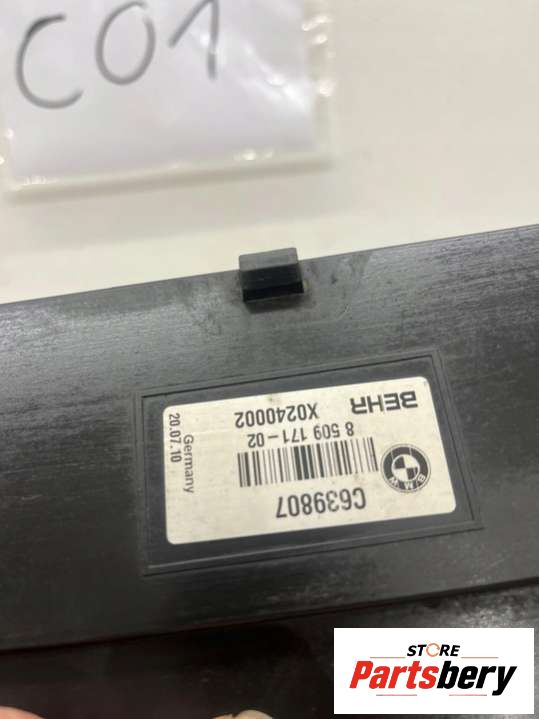 C01
BEHR
X0240002
20.07.10
8 509 171-02
Germany
BMW
C639807
STORE
Partsbery